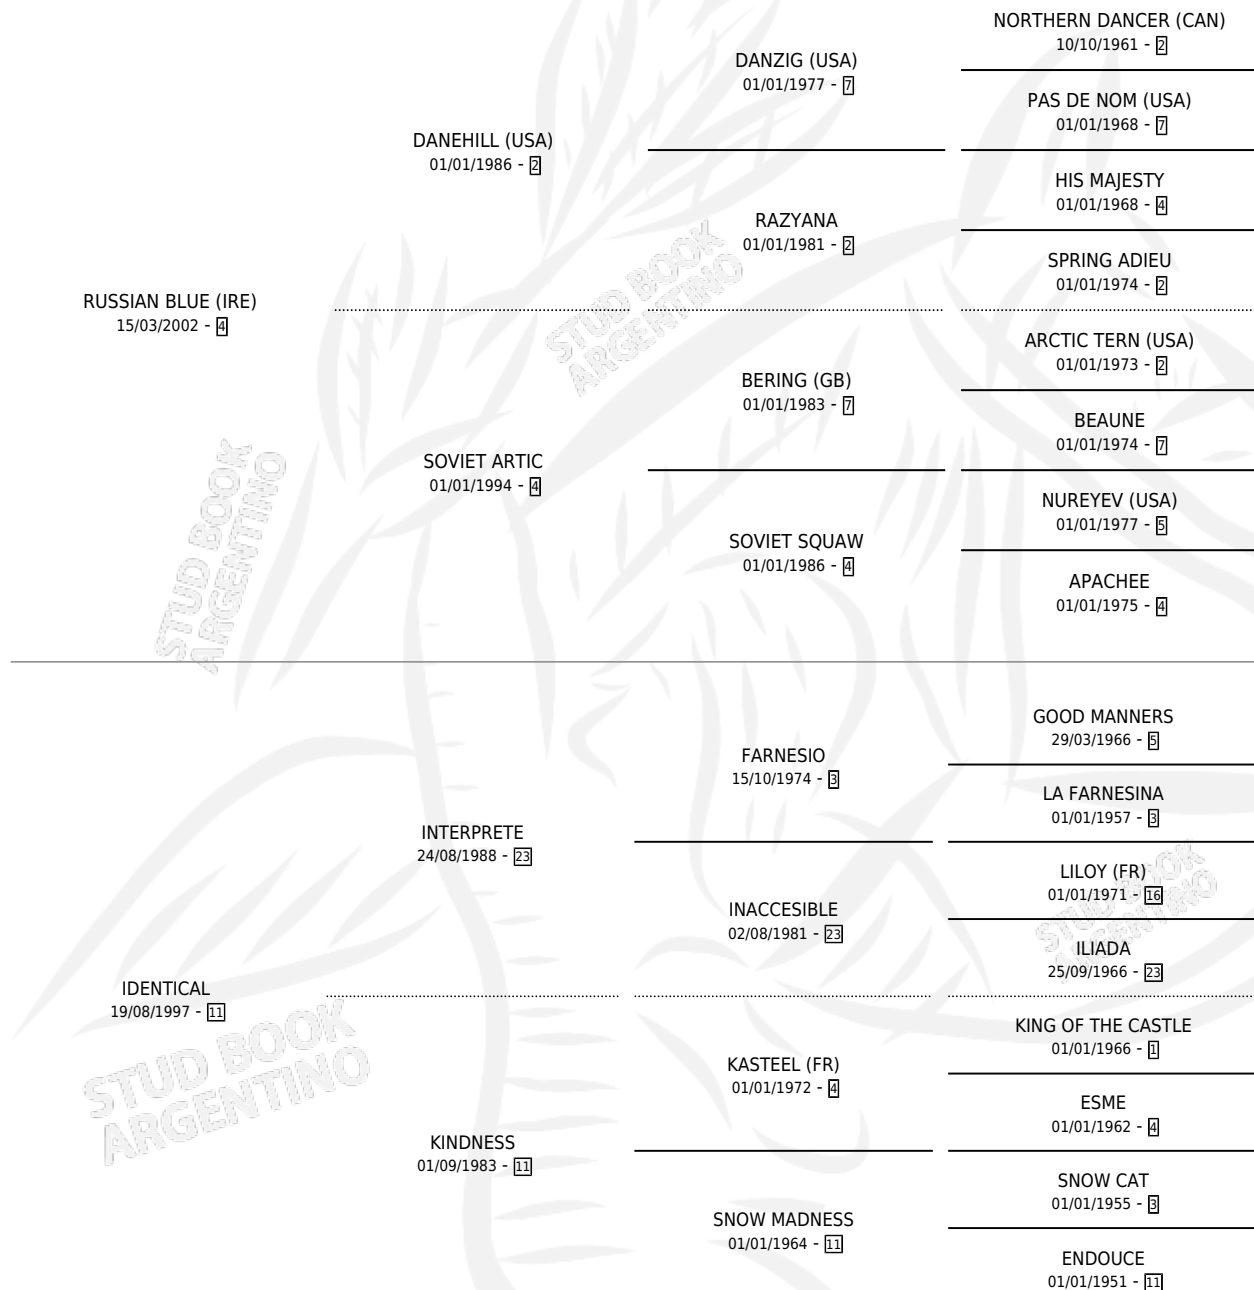 NORTHERN DANCER (CAN)
10/10/1961 - 2
DANZIG (USA)
01/01/1977 - 7
PAS DE NOM (USA)
01/01/1968 - 7
DANEHILL (USA)
01/01/1986 - 2
HIS MAJESTY
01/01/1968 - 4
RAZYANA
01/01/1981 - 2
SPRING ADIEU
01/01/1974 - 2
RUSSIAN BLUE (IRE)
15/03/2002 - 4
ARCTIC TERN (USA)
01/01/1973 - 2
BERING (GB)
01/01/1983 - 7
BEAUNE
01/01/1974 - 7
SOVIET ARTIC
01/01/1994 - 4
NUREYEV (USA)
01/01/1977 - 5
SOVIET SQUAW
01/01/1986 - 4
APACHEE
01/01/1975 - 4
GOOD MANNERS
29/03/1966 - 5
FARNESIO
15/10/1974 - 3
LA FARNESINA
01/01/1957 - 3
INTERPRETE
24/08/1988 - 23
LILOY (FR)
01/01/1971 - 16
INACCESIBLE
02/08/1981 - 23
ILIADA
25/09/1966 - 23
IDENTICAL
19/08/1997 - 11
KING OF THE CASTLE
01/01/1966 - 1
KASTEEL (FR)
01/01/1972 - 4
ESME
01/01/1962 - 4
KINDNESS
01/09/1983 - 11
SNOW CAT
01/01/1955 - 3
SNOW MADNESS
01/01/1964 - 11
ENDOUCE
01/01/1951 - 11
STUD BOOK
ARGENTINO
STUD BOOK
ARGENTINO
STUD BOOK
ARGENTINO
STUD BOOK
ARGENTINO